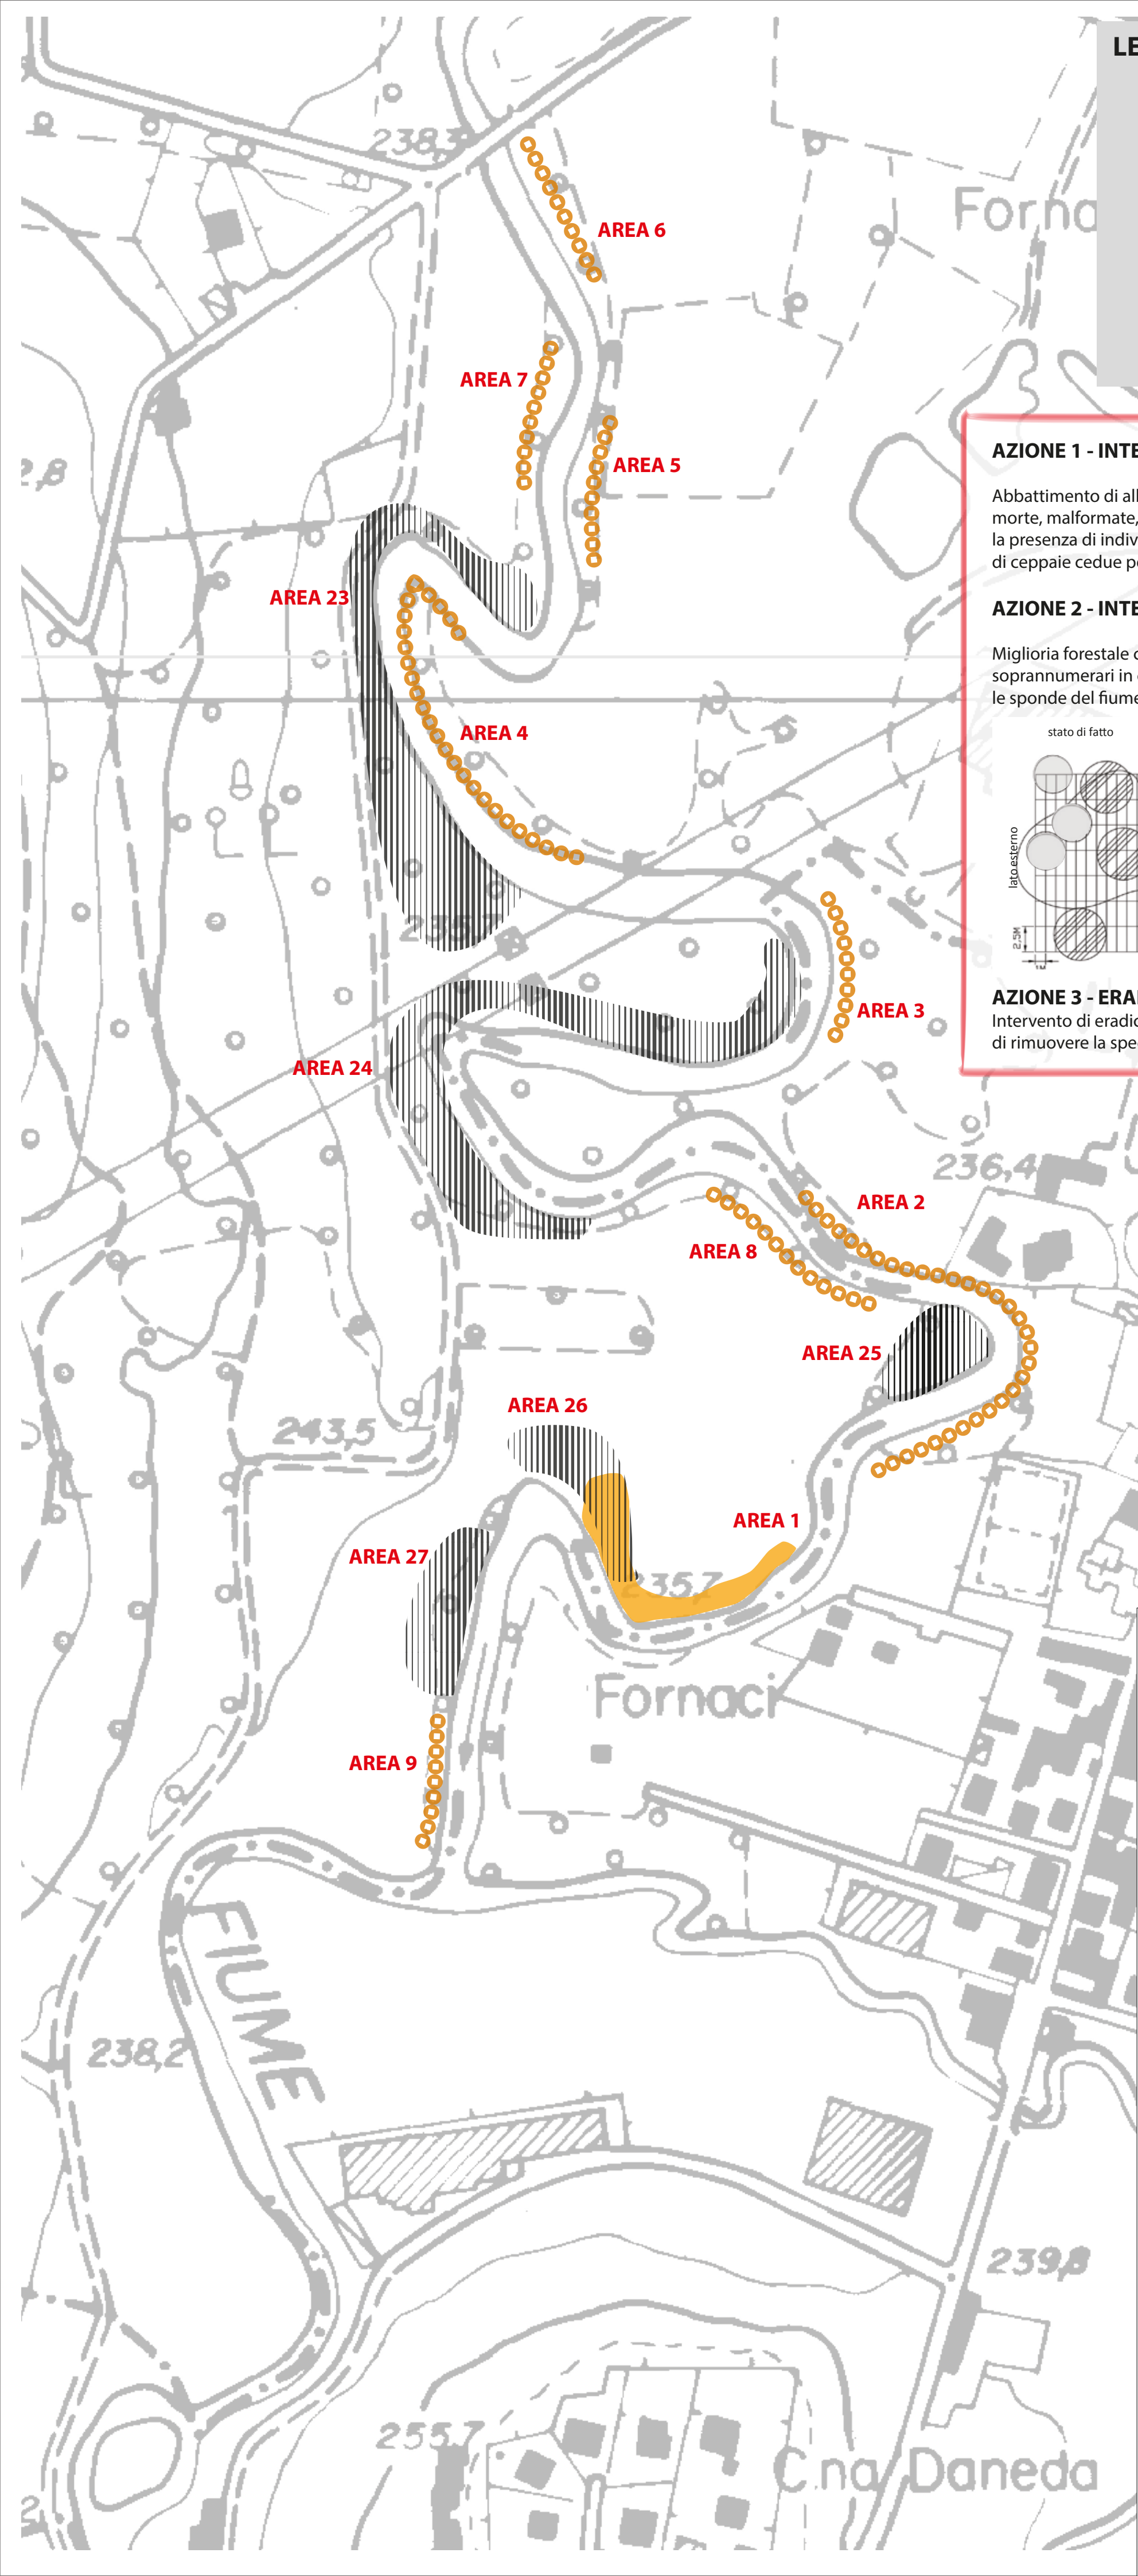 LE
238,3
Forna
AREA 6
AREA 7
AREA 5
2,8
AZIONE 1 - INTE
Abbattimento di all
morte, malformate,
la presenza di indiv
di ceppaie cedue p
AREA 23
AZIONE 2 - INTE
Miglioria forestale
soprannumerari in
le sponde del fiume
AREA 4
stato di fatto
lato esterno
2,5M
1M
AZIONE 3 - ERA
Intervento di eradic
di rimuovere la spe
AREA 3
AREA 24
236,4
AREA 2
AREA 8
AREA 25
AREA 26
243,5
AREA 1
AREA 27
235,7
Fornaci
AREA 9
FIUME
238,2
239,8
255,7
C.na Daneda